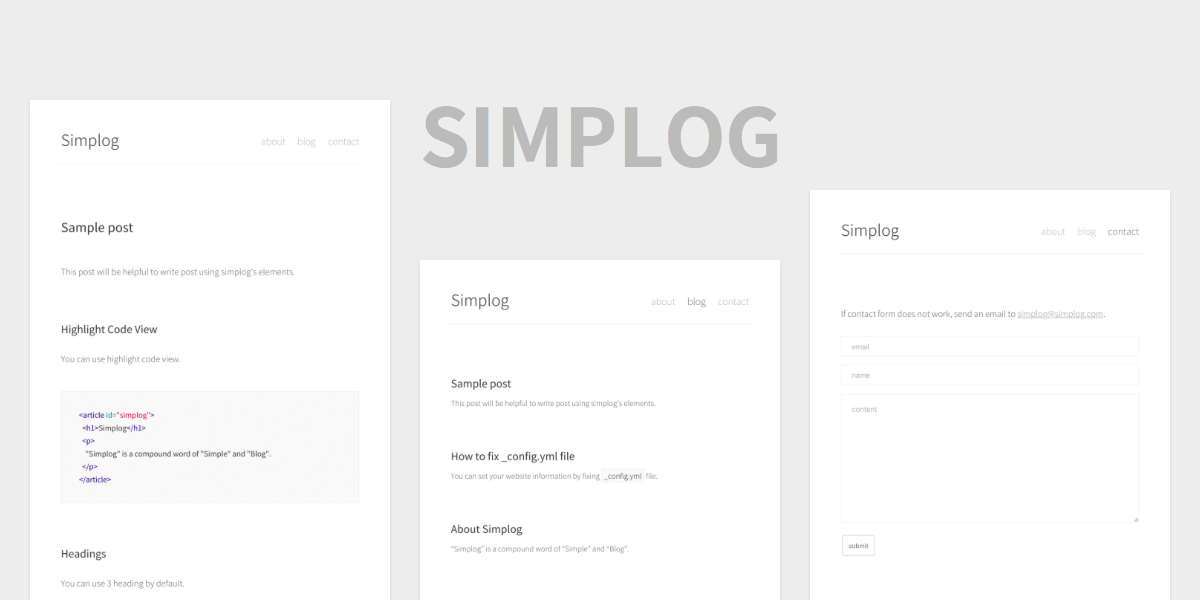 SIMPLOG
Simplog
about blog contact
Sample post
This post will be helpful to write post using simplog's elements.
Highlight Code View
You can use highlight code view.
<article id="simplog">
<h1>Simplog</h1>
<p>
"Simplog" is a compound word of "Simple" and "Blog".
</p>
</article>
Headings
You can use 3 heading by default.
Simplog
about blog contact
Sample post
This post will be helpful to write post using simplog's elements.
How to fix _config.yml file
You can set your website information by fixing _config.yml file.
About Simplog
“Simplog” is a compound word of “Simple” and “Blog”.
Simplog
about blog contact
If contact form does not work, send an email to simplog@simplog.com.
email
name
content
submit